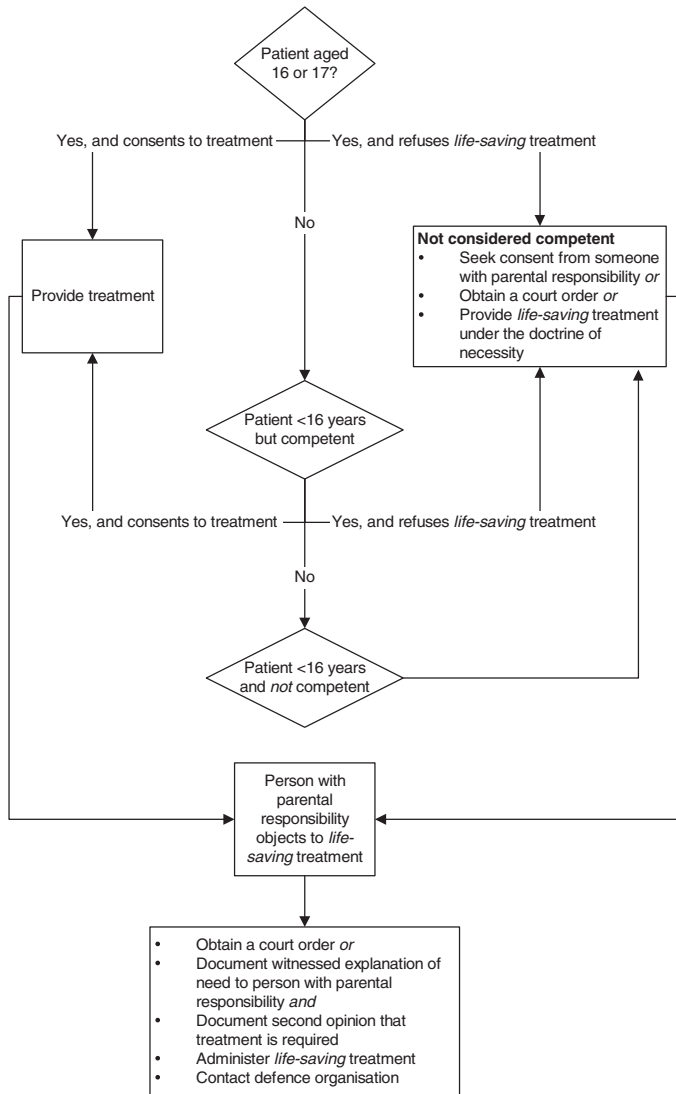 Patient aged
16 or 17?
Yes, and consents to treatment
Yes, and refuses life-saving treatment
No
Provide treatment
Not considered competent
• Seek consent from someone
with parental responsibility or
• Obtain a court order or
• Provide life-saving treatment
under the doctrine of
necessity
Patient <16 years
but competent
Yes, and consents to treatment
Yes, and refuses life-saving treatment
No
Patient <16 years
and not competent
Person with
parental
responsibility
objects to life-
saving treatment
• Obtain a court order or
• Document witnessed explanation of
need to person with parental
responsibility and
• Document second opinion that
treatment is required
• Administer life-saving treatment
• Contact defence organisation